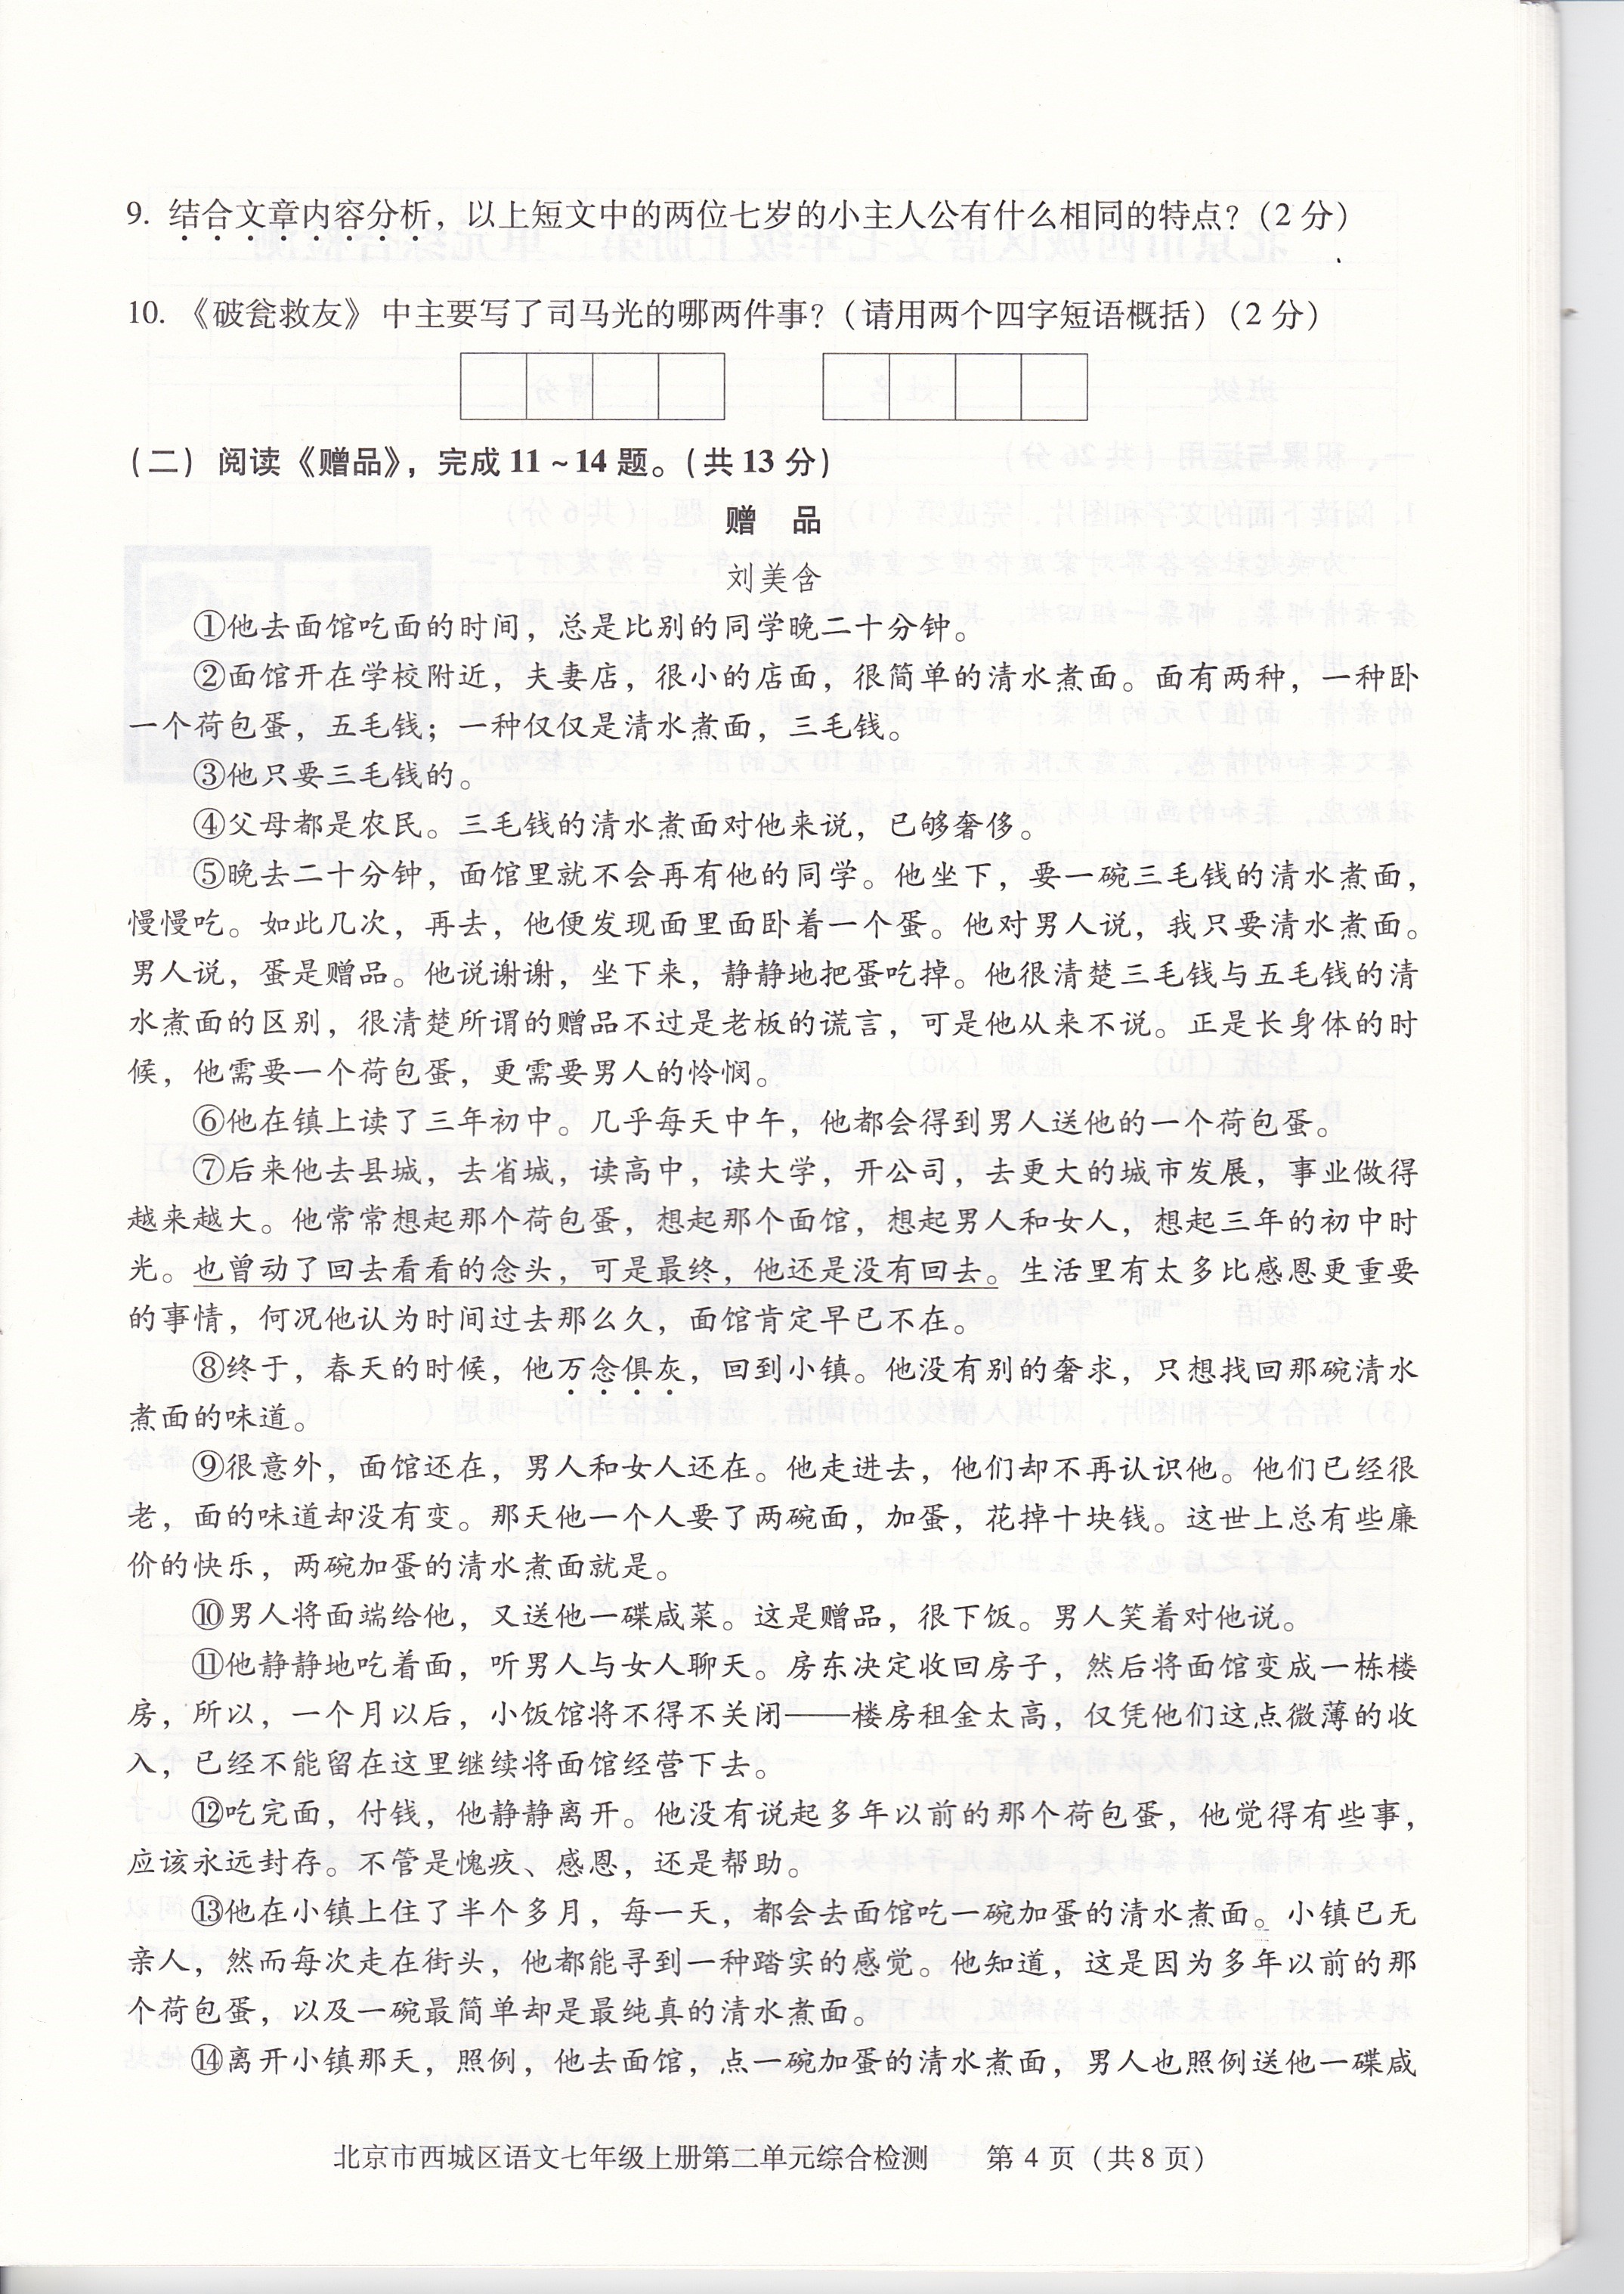 9. 结合文章内容分析，以上短文中的两位七岁的小主人公有什么相同的特点？（2 分）
10. 《破瓮救友》 中主要写了司马光的哪两件事？（请用两个四字短语概括）（2 分）
（二） 阅读《赠品》，完成 11 ~ 14 题。（共 13 分）
赠 品
刘美含
①他去面馆吃面的时间，总是比别的同学晚二十分钟。
②面馆开在学校附近，夫妻店，很小的店面，很简单的清水煮面。面有两种，一种卧
一个荷包蛋，五毛钱；一种仅仅是清水煮面，三毛钱。
③他只要三毛钱的。
④父母都是农民。三毛钱的清水煮面对他来说，已够奢侈。
⑤晚去二十分钟，面馆里就不会再有他的同学。他坐下，要一碗三毛钱的清水煮面，
慢慢吃。如此几次，再去，他便发现面里面卧着一个蛋。他对男人说，我只要清水煮面。
男人说，蛋是赠品。他说谢谢，坐下来，静静地把蛋吃掉。他很清楚三毛钱与五毛钱的清
水煮面的区别，很清楚所谓的赠品不过是老板的谎言，可是他从来不说。正是长身体的时
候，他需要一个荷包蛋，更需要男人的怜悯。
⑥他在镇上读了三年初中。几乎每天中午，他都会得到男人送他的一个荷包蛋。
⑦后来他去县城，去省城，读高中，读大学，开公司，去更大的城市发展，事业做得
越来越大。他常常想起那个荷包蛋，想起那个面馆，想起男人和女人，想起三年的初中时
光。也曾动了回去看看的念头，可是最终，他还是没有回去。生活里有太多比感恩更重要
的事情，何况他认为时间过去那么久，面馆肯定早已不在。
⑧终于，春天的时候，他万念俱灰，回到小镇。他没有别的奢求，只想找回那碗清水
煮面的味道。
⑨很意外，面馆还在，男人和女人还在。他走进去，他们却不再认识他。他们已经很
老，面的味道却没有变。那天他一个人要了两碗面，加蛋，花掉十块钱。这世上总有些廉
价的快乐，两碗加蛋的清水煮面就是。
⑩男人将面端给他，又送他一碟咸菜。这是赠品，很下饭。男人笑着对他说。
⑪他静静地吃着面，听男人与女人聊天。房东决定收回房子，然后将面馆变成一栋楼
房，所以，一个月以后，小饭馆将不得不关闭——楼房租金太高，仅凭他们这点微薄的收
入，已经不能留在这里继续将面馆经营下去。
⑫吃完面，付钱，他静静离开。他没有说起多年以前的那个荷包蛋，他觉得有些事，
应该永远封存。不管是愧疚、感恩，还是帮助。
⑬他在小镇上住了半个多月，每一天，都会去面馆吃一碗加蛋的清水煮面。小镇已无
亲人，然而每次走在街头，他都能寻到一种踏实的感觉。他知道，这是因为多年以前的那
个荷包蛋，以及一碗最简单却是最纯真的清水煮面。
⑭离开小镇那天，照例，他去面馆，点一碗加蛋的清水煮面，男人也照例送他一碟咸
北京市西城区语文七年级上册第二单元综合检测 第 4 页（共 8 页）